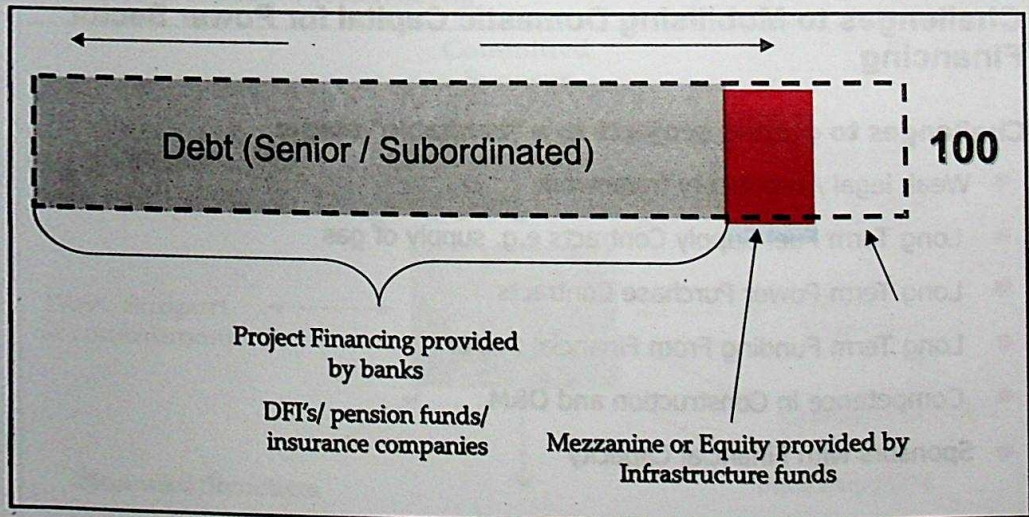 Debt (Senior / Subordinated)
100
Project Financing provided
by banks
DFI's/ pension funds/
insurance companies
Mezzanine or Equity provided by
Infrastructure funds